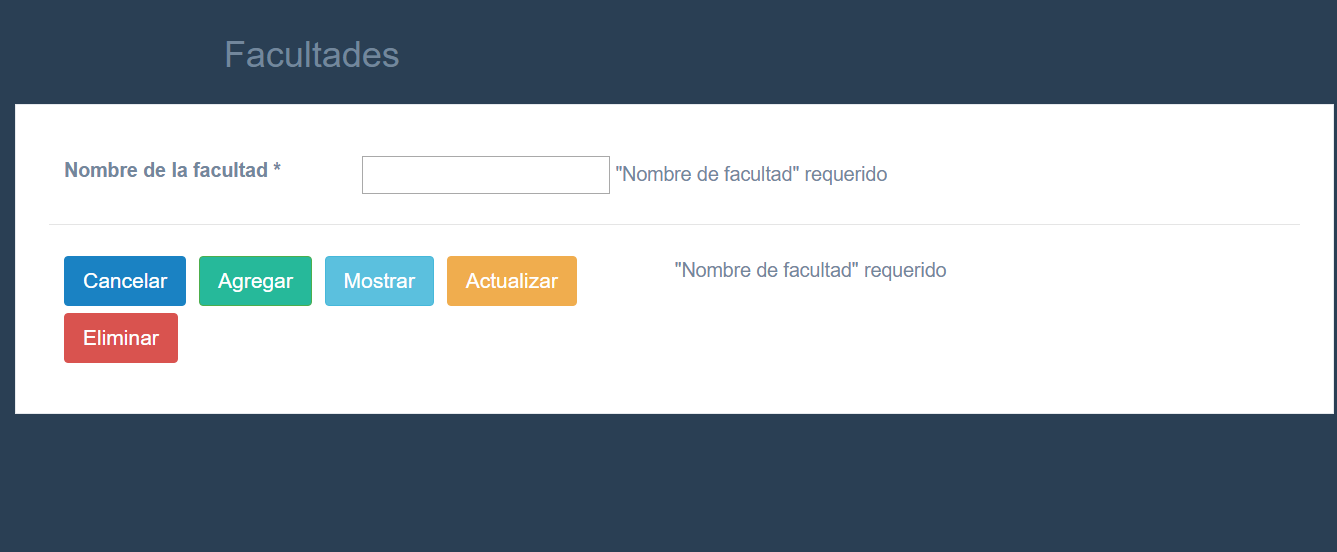 Facultades
Nombre de la facultad * "Nombre de facultad" requerido
Cancelar Agregar Mostrar Actualizar "Nombre de facultad" requerido
Eliminar